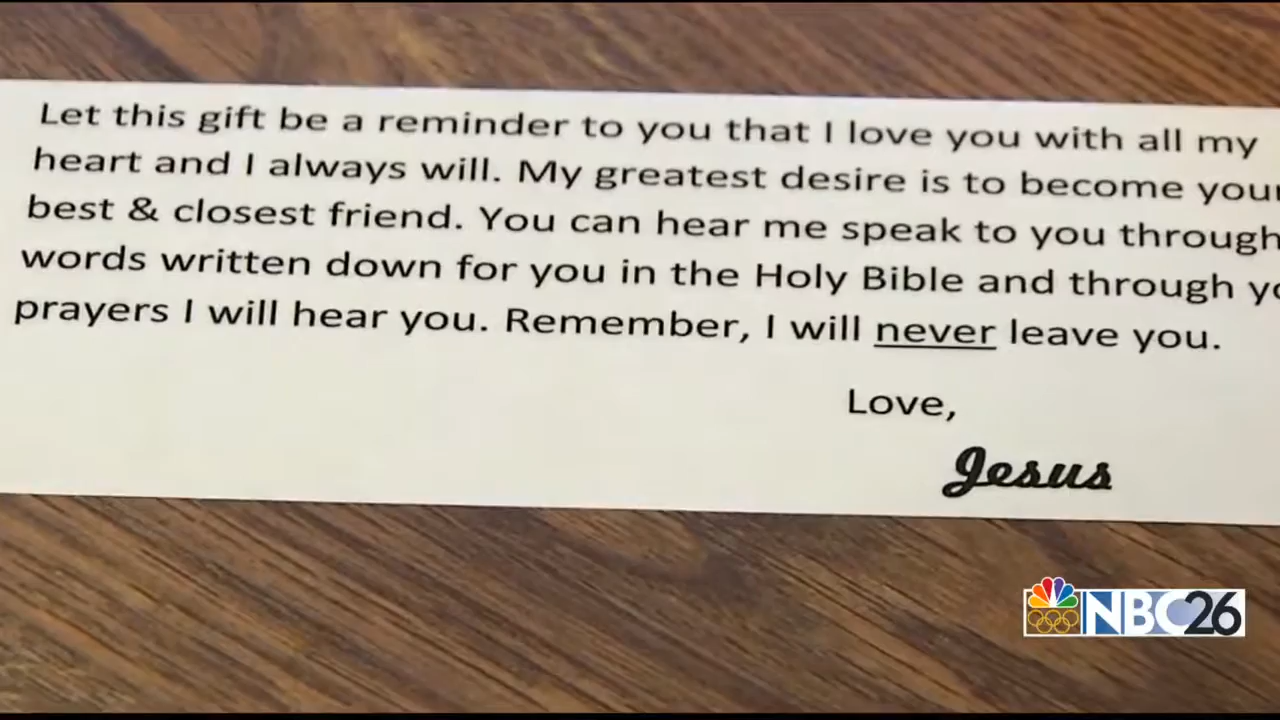 Let this gift be a reminder to you that I love you with all my
heart and I always will. My greatest desire is to become your
best & closest friend. You can hear me speak to you through
words written down for you in the Holy Bible and through
prayers I will hear you. Remember, I will never leave you.
Love,
Jesus
NBC26